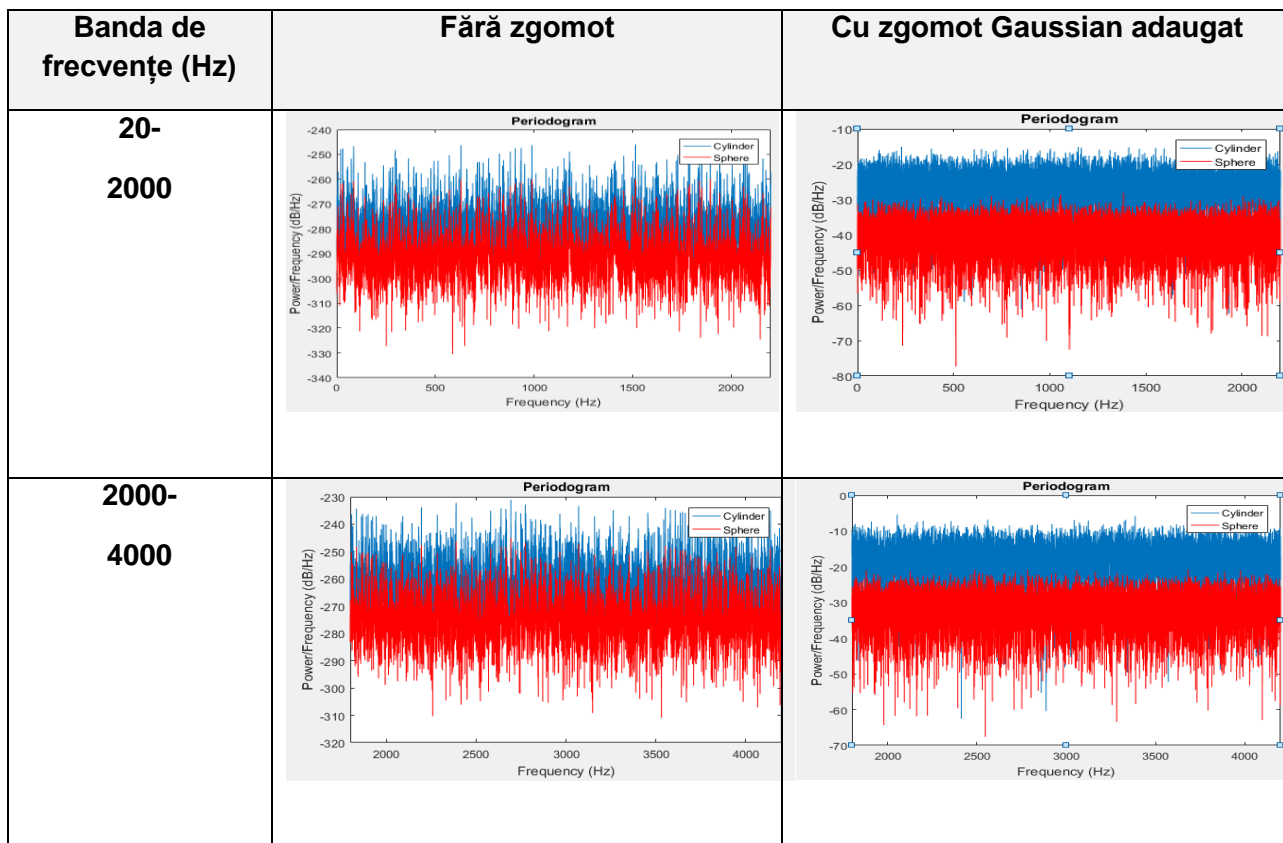 Banda de
frecvențe (Hz)
Fără zgomot
Cu zgomot Gaussian adaugat
20-
2000
Periodogram
Cylinder
Sphere
-240
-250
-260
-270
-280
-290
-300
-310
-320
-330
-340
Power/Frequency (dB/Hz)
0 500 1000 1500 2000
Frequency (Hz)
Periodogram
Cylinder
Sphere
-10
-20
-30
-40
-50
-60
-70
-80
Power/Frequency (dB/Hz)
0 500 1000 1500 2000
Frequency (Hz)
2000-
4000
Periodogram
Cylinder
Sphere
-230
-240
-250
-260
-270
-280
-290
-300
-310
-320
Power/Frequency (dB/Hz)
2000 2500 3000 3500 4000
Frequency (Hz)
Periodogram
Cylinder
Sphere
0
-10
-20
-30
-40
-50
-60
-70
Power/Frequency (dB/Hz)
2000 2500 3000 3500 4000
Frequency (Hz)